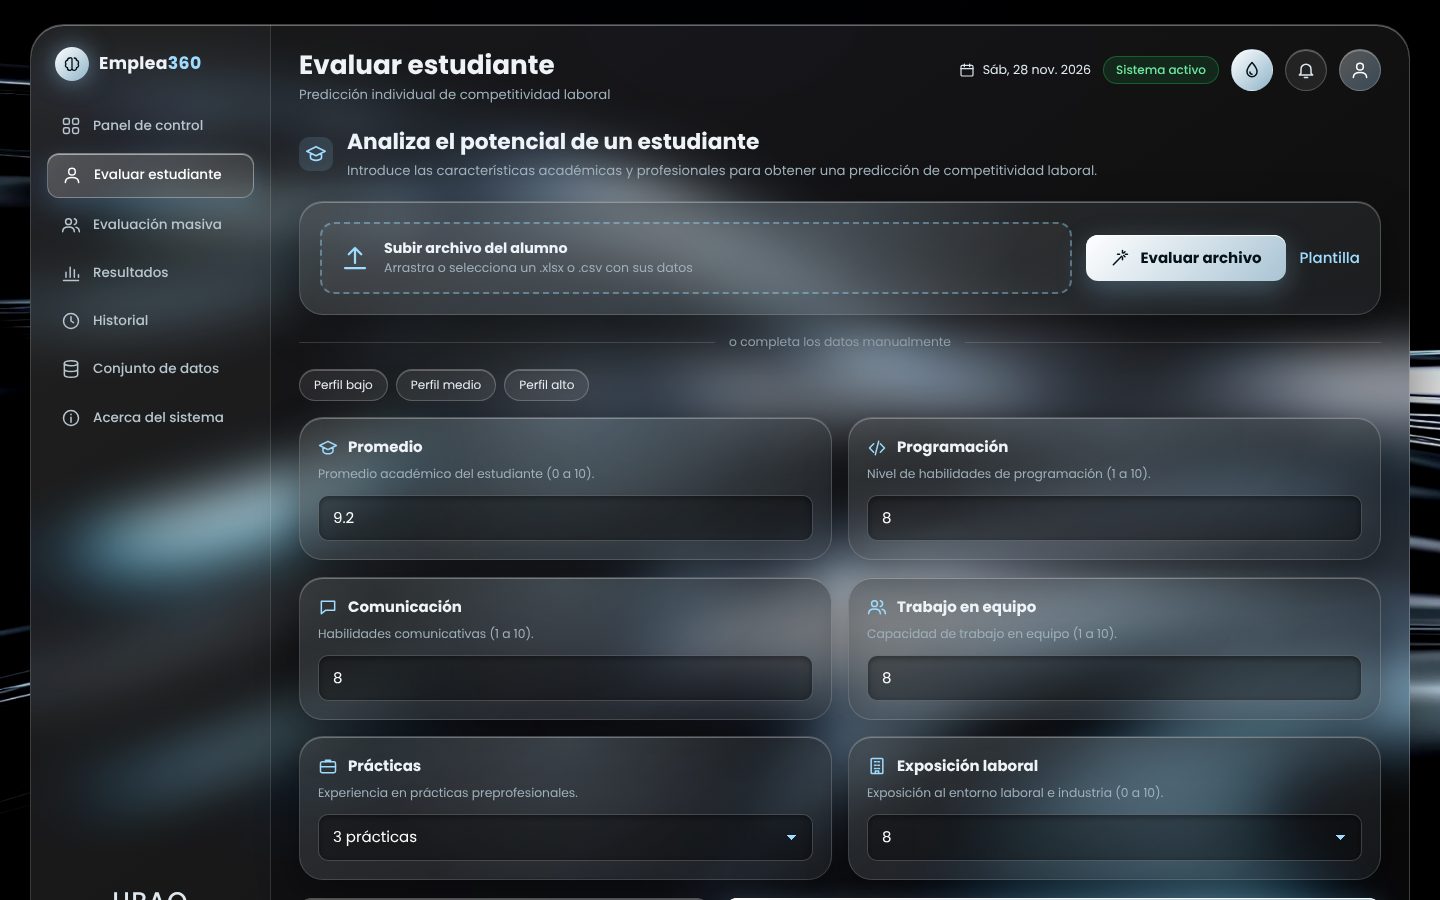 Emplea360
Panel de control
Evaluar estudiante
Evaluación masiva
Resultados
Historial
Conjunto de datos
Acerca del sistema
Evaluar estudiante
Predicción individual de competitividad laboral
Sáb, 28 nov. 2026
Sistema activo
Analiza el potencial de un estudiante
Introduce las características académicas y profesionales para obtener una predicción de competitividad laboral.
Subir archivo del alumno
Arrastra o selecciona un .xlsx o .csv con sus datos
Evaluar archivo
Plantilla
o completa los datos manualmente
Perfil bajo
Perfil medio
Perfil alto
Promedio
Promedio académico del estudiante (0 a 10).
9.2
Programación
Nivel de habilidades de programación (1 a 10).
8
Comunicación
Habilidades comunicativas (1 a 10).
8
Trabajo en equipo
Capacidad de trabajo en equipo (1 a 10).
8
Prácticas
Experiencia en prácticas preprofesionales.
3 prácticas
Exposición laboral
Exposición al entorno laboral e industria (0 a 10).
8